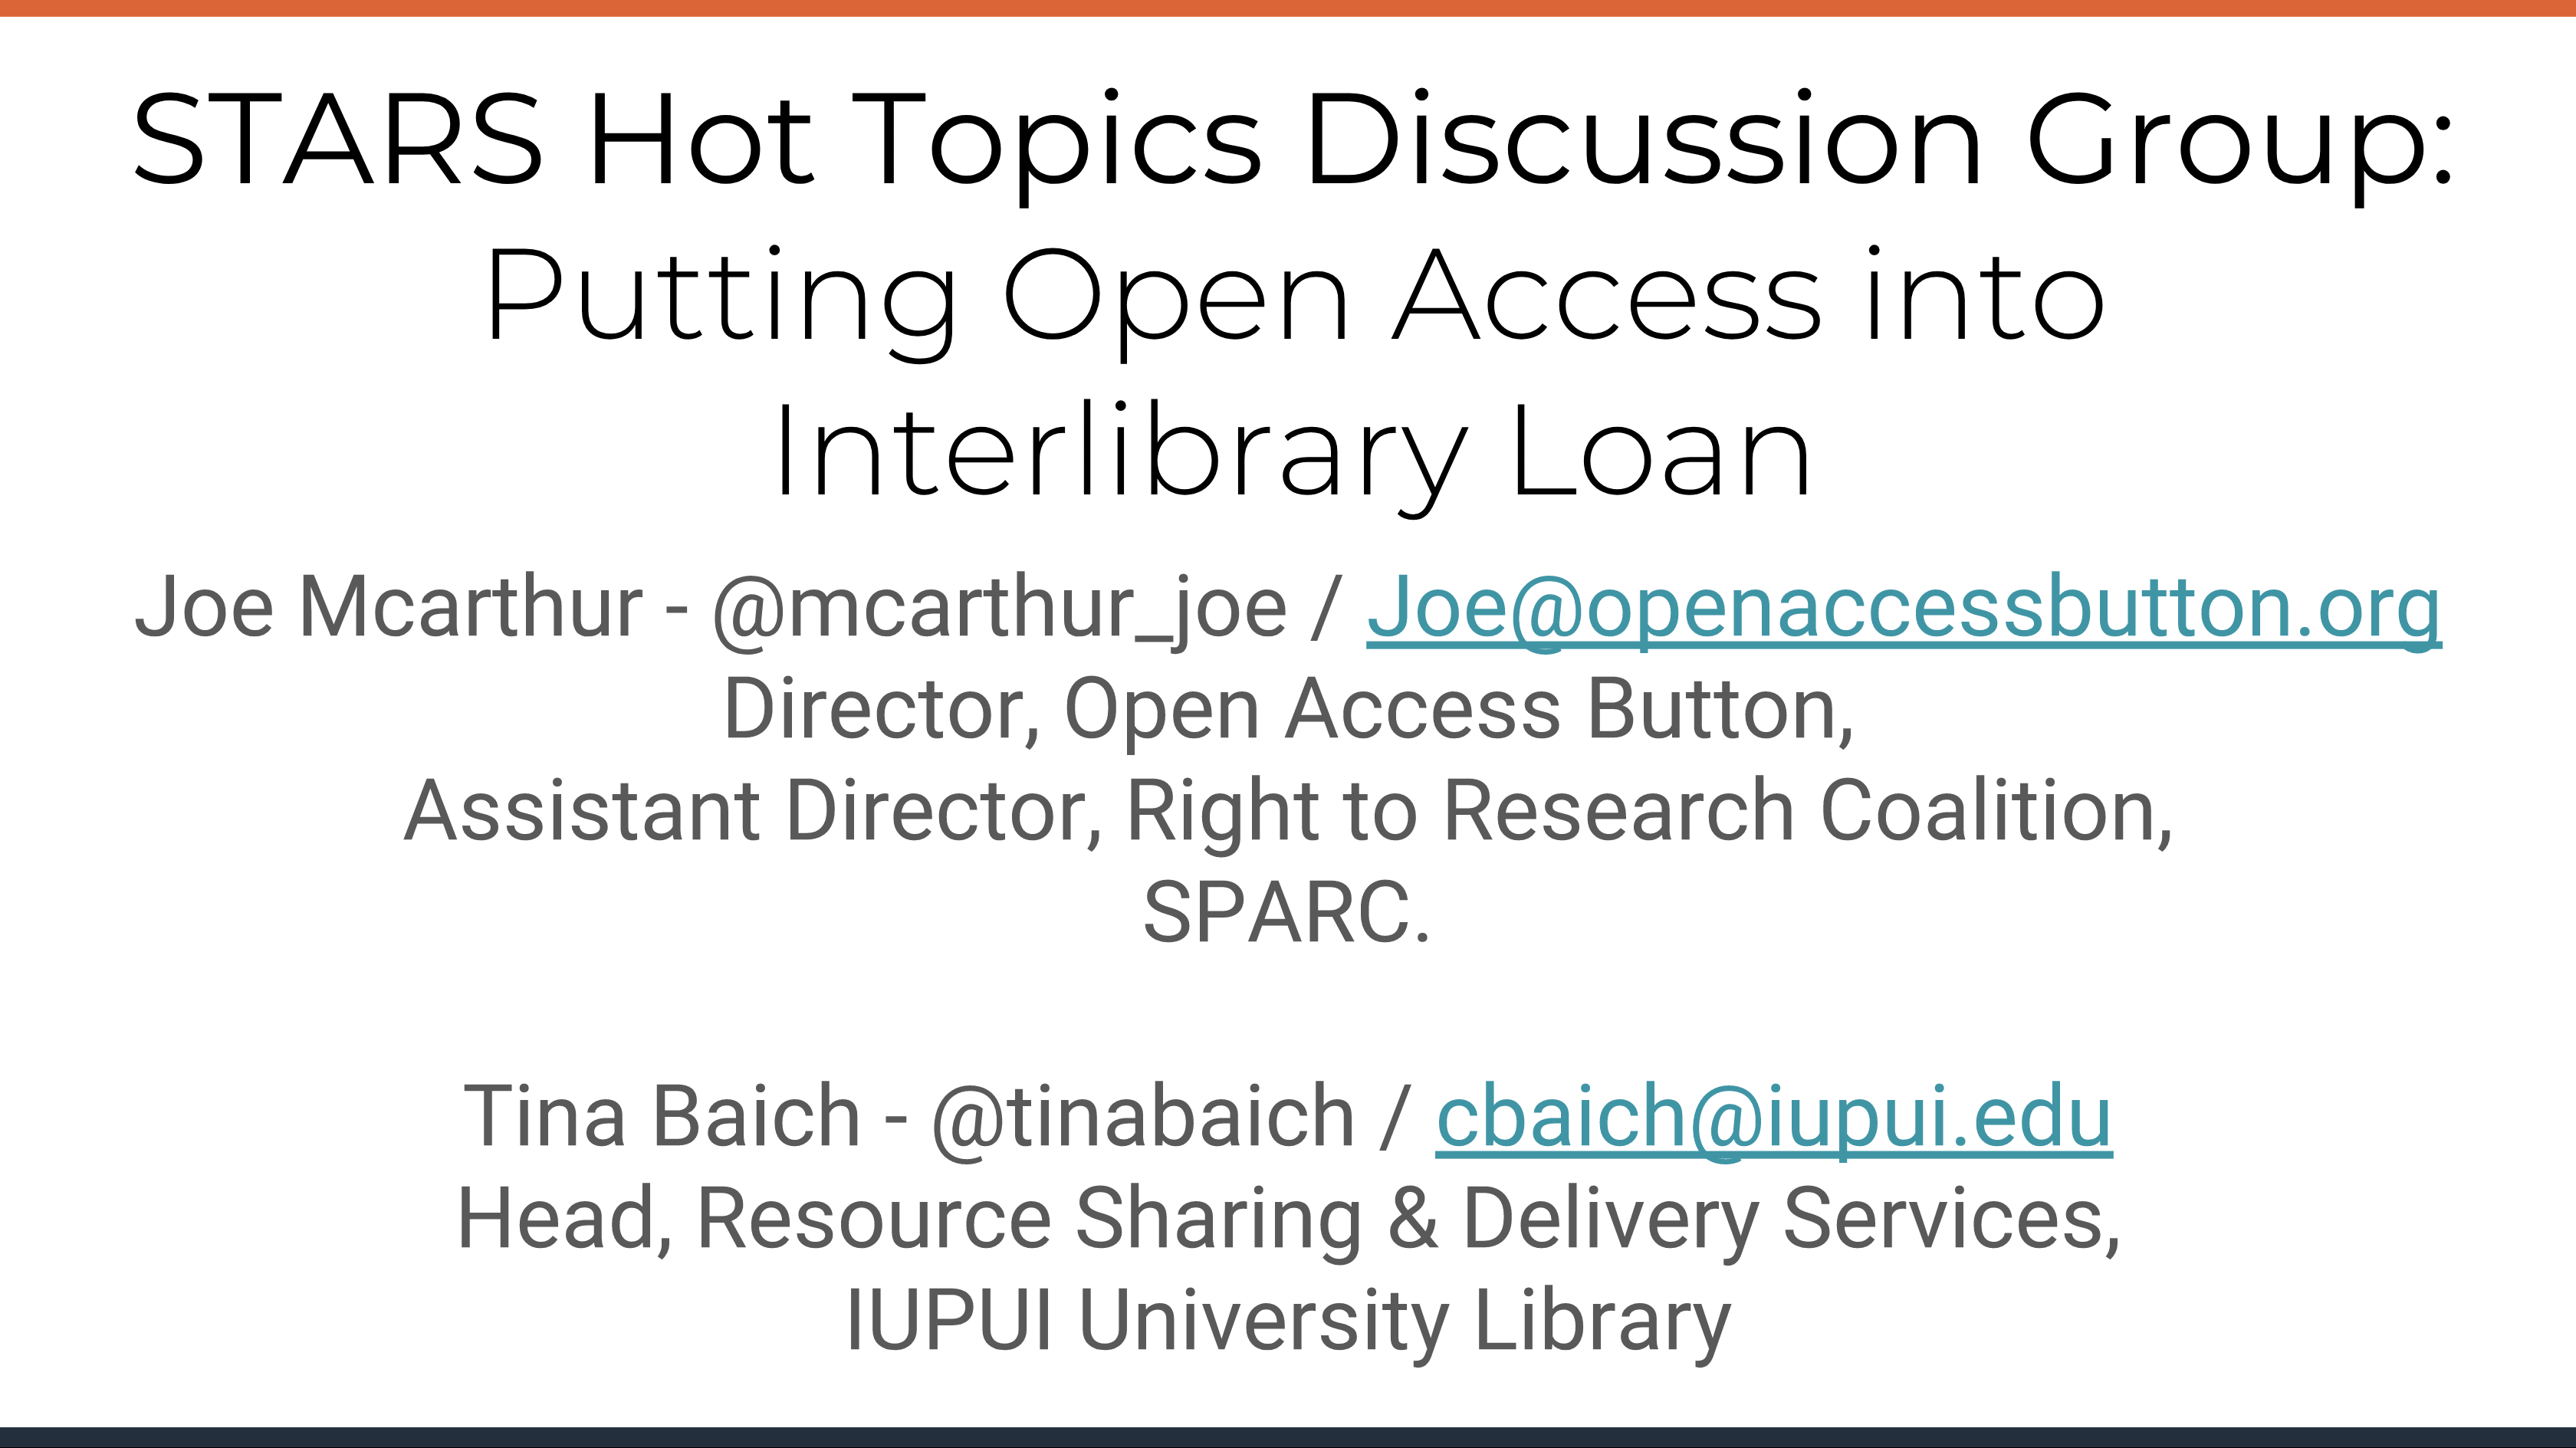 STARS Hot Topics Discussion Group:
Putting Open Access into
Interlibrary Loan
Joe Mcarthur - @mcarthur_joe / Joe@openaccessbutton.org
Director, Open Access Button,
Assistant Director, Right to Research Coalition,
SPARC.
Tina Baich - @tinabaich / cbaich@iupui.edu
Head, Resource Sharing & Delivery Services,
IUPUI University Library